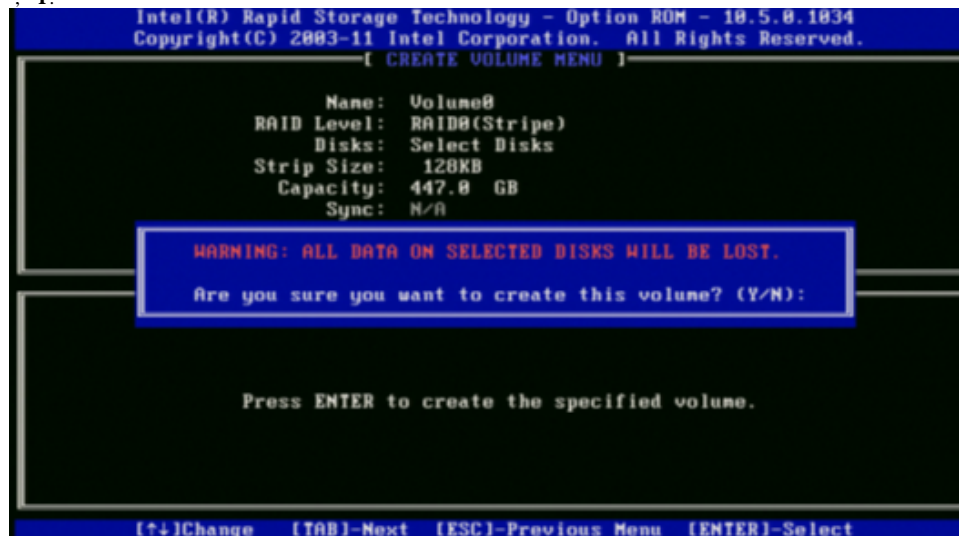 Intel(R) Rapid Storage Technology - Option ROM - 10.5.0.1034
Copyright(C) 2003-11 Intel Corporation. All Rights Reserved.
[ CREATE VOLUME MENU ]
Name: Volume0
RAID Level: RAID0(Stripe)
Disks: Select Disks
Strip Size: 128KB
Capacity: 447.0 GB
Sync: N/A
WARNING: ALL DATA ON SELECTED DISKS WILL BE LOST.
Are you sure you want to create this volume? (Y/N):
Press ENTER to create the specified volume.
[↑↓]Change [TAB]-Next [ESC]-Previous Menu [ENTER]-Select